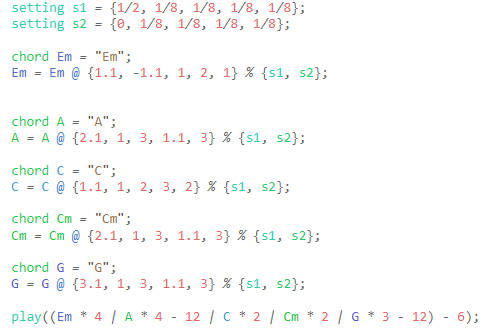 setting s1 = {1/2, 1/8, 1/8, 1/8, 1/8};
setting s2 = {0, 1/8, 1/8, 1/8, 1/8};
chord Em = "Em";
Em = Em @ {1.1, -1.1, 1, 2, 1} % {s1, s2};
chord A = "A";
A = A @ {2.1, 1, 3, 1.1, 3} % {s1, s2};
chord C = "C";
C = C @ {1.1, 1, 2, 3, 2} % {s1, s2};
chord Cm = "Cm";
Cm = Cm @ {2.1, 1, 3, 1.1, 3} % {s1, s2};
chord G = "G";
G = G @ {3.1, 1, 3, 1.1, 3} % {s1, s2};
play((Em * 4 | A * 4 - 12 | C * 2 | Cm * 2 | G * 3 - 12) - 6);